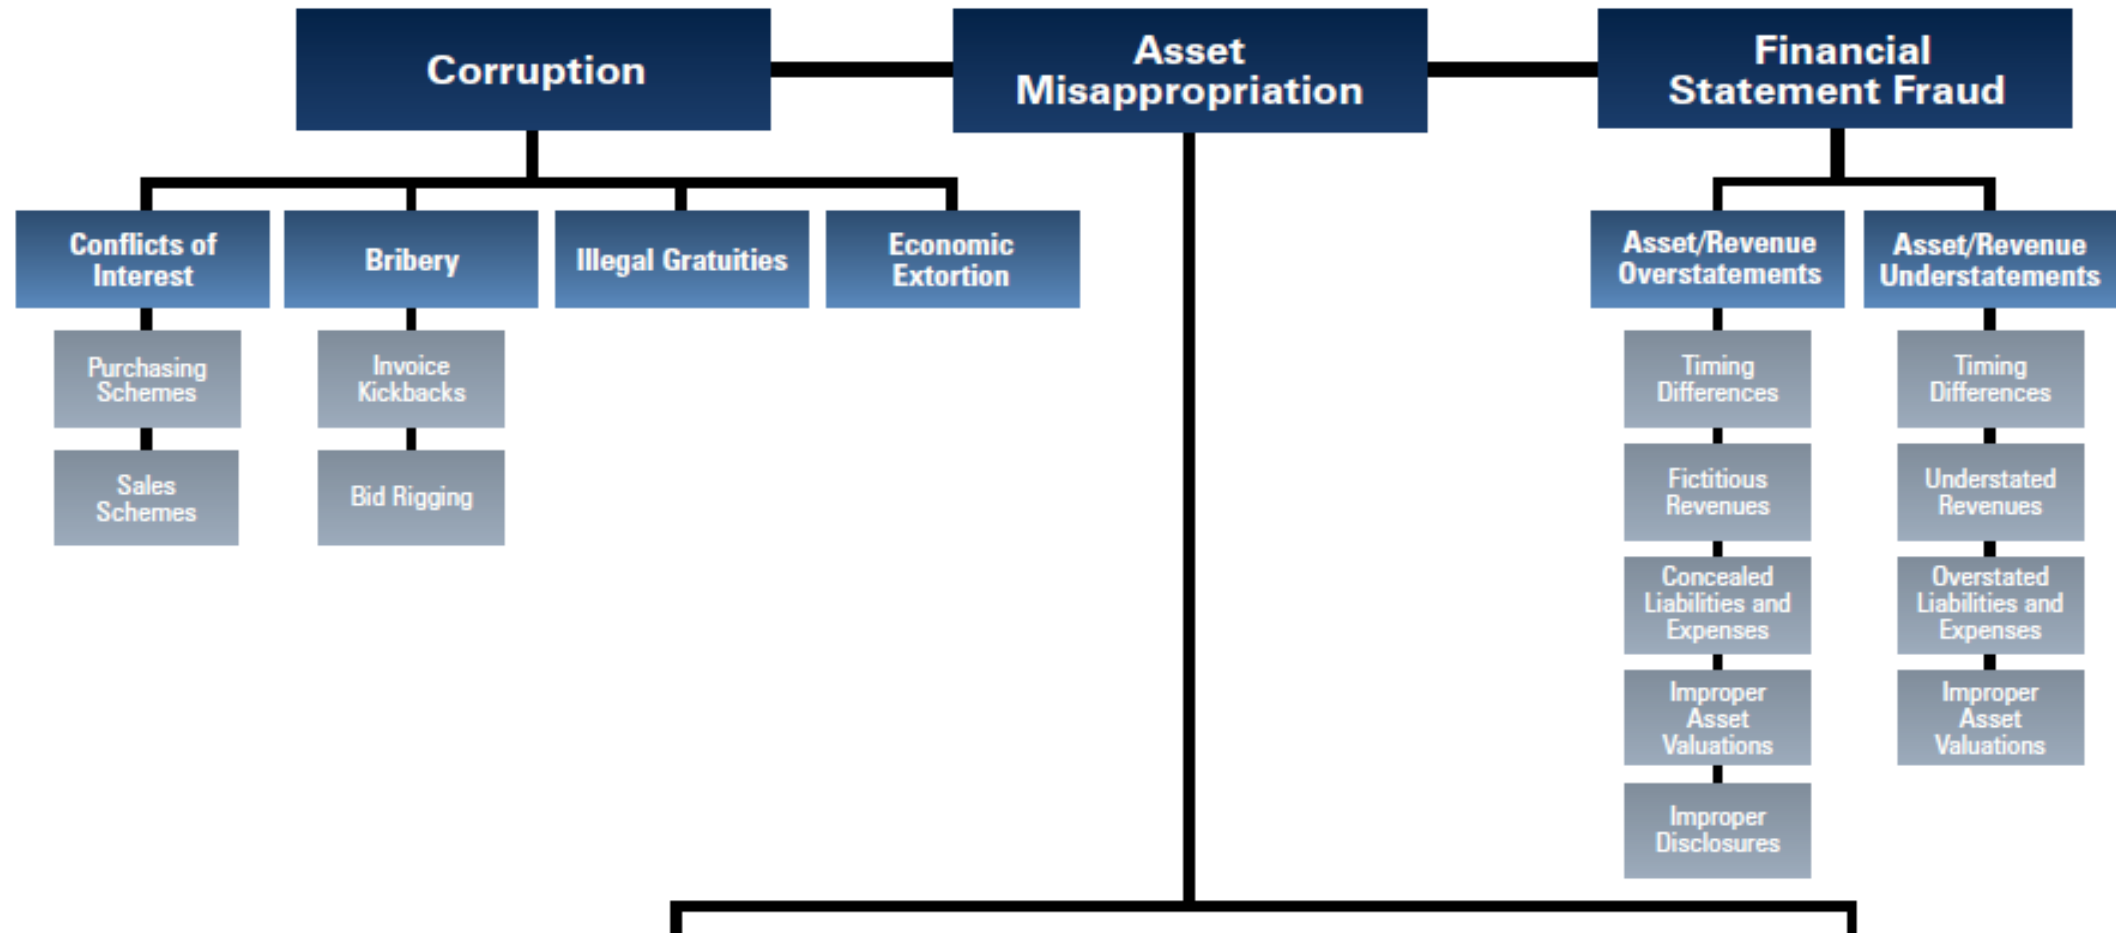 Corruption
Asset
Misappropriation
Financial
Statement Fraud
Conflicts of
Interest
Bribery
Illegal Gratuities
Economic
Extortion
Asset/Revenue
Overstatements
Asset/Revenue
Understatements
Purchasing
Schemes
Sales
Schemes
Invoice
Kickbacks
Bid Rigging
Timing
Differences
Fictitious
Revenues
Concealed
Liabilities and
Expenses
Improper
Asset
Valuations
Improper
Disclosures
Timing
Differences
Understated
Revenues
Overstated
Liabilities and
Expenses
Improper
Asset
Valuations